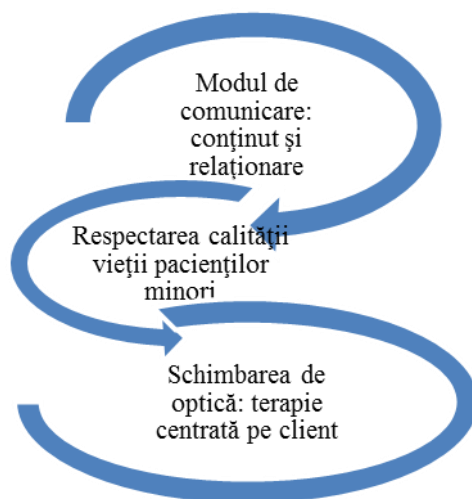 Modul de
comunicare:
conţinut şi
relaţionare
Respectarea calităţii
vieţii pacienţilor
minori
Schimbarea de
optică: terapie
centrată pe client